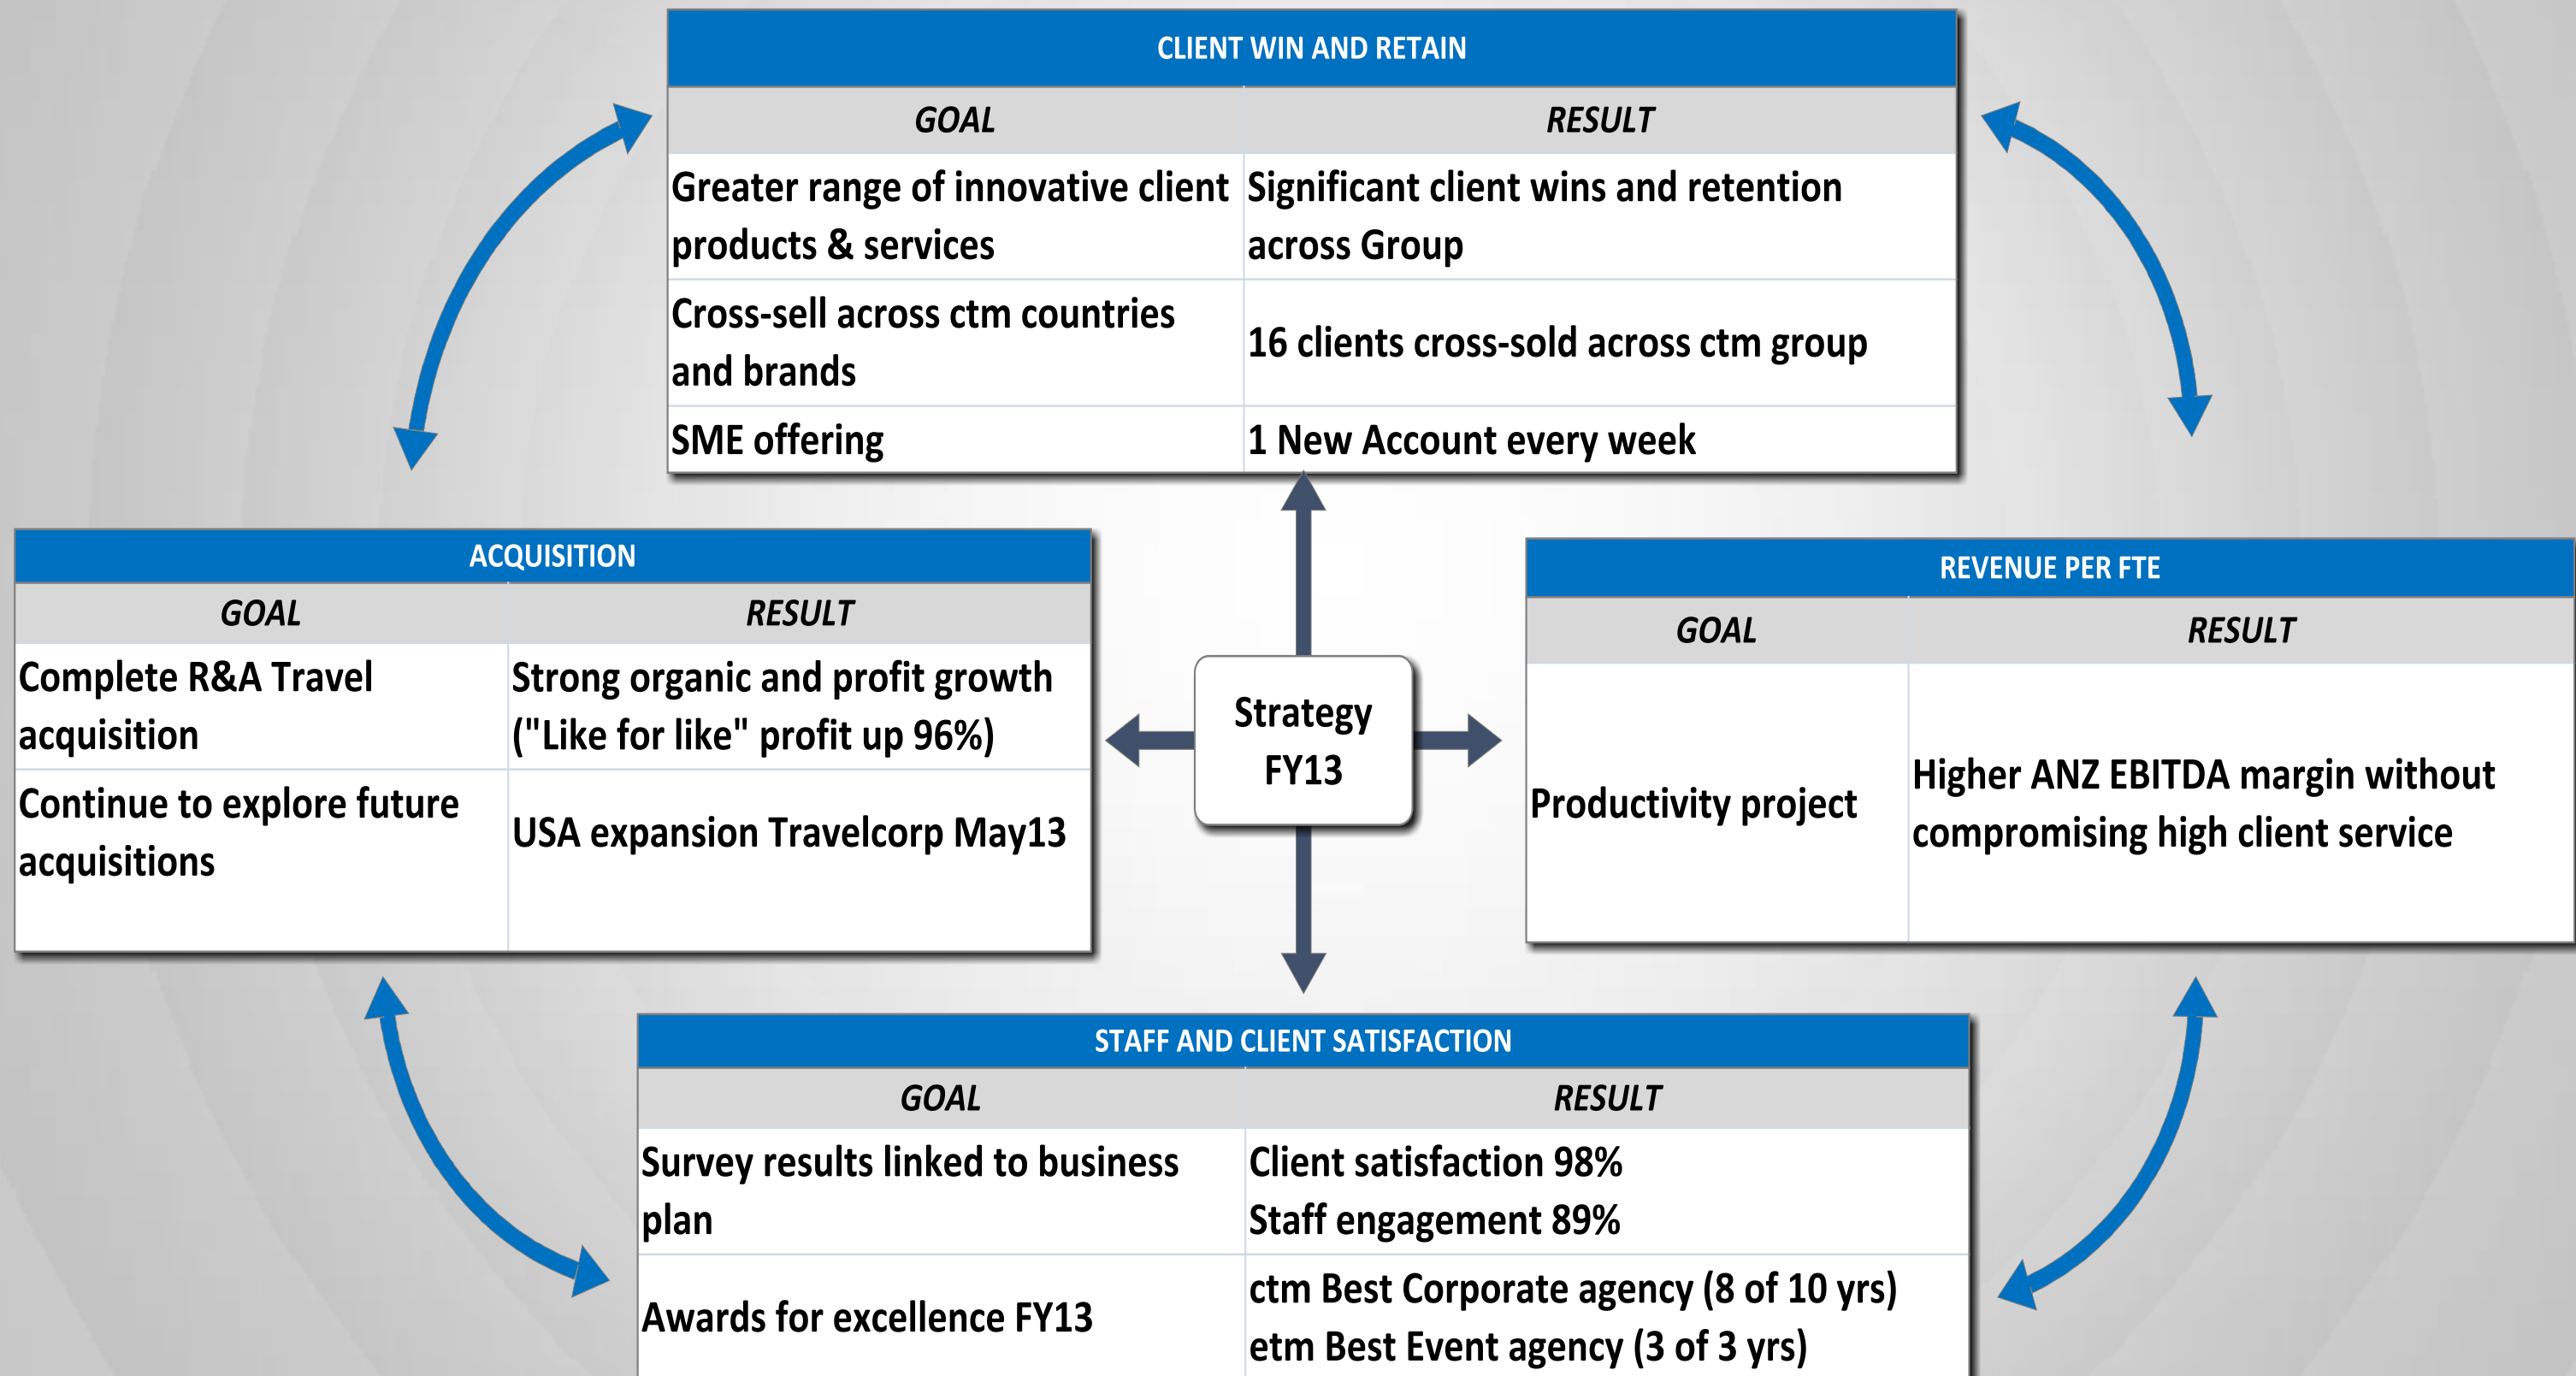 CLIENT WIN AND RETAIN
GOAL RESULT
Greater range of innovative client
products & services
Significant client wins and retention
across Group
Cross-sell across ctm countries
and brands
16 clients cross-sold across ctm group
SME offering
1 New Account every week
ACQUISITION
GOAL RESULT
Complete R&A Travel
acquisition
Strong organic and profit growth
("Like for like" profit up 96%)
Continue to explore future
acquisitions
USA expansion Travelcorp May13
Strategy
FY13
REVENUE PER FTE
GOAL RESULT
Productivity project
Higher ANZ EBITDA margin without
compromising high client service
STAFF AND CLIENT SATISFACTION
GOAL RESULT
Survey results linked to business
plan
Client satisfaction 98%
Staff engagement 89%
Awards for excellence FY13
ctm Best Corporate agency (8 of 10 yrs)
etm Best Event agency (3 of 3 yrs)